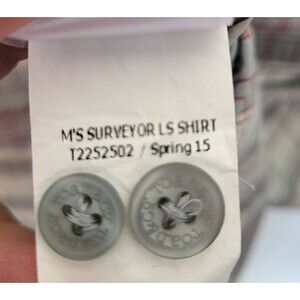 M'S SURVEYOR LS SHIRT
T2252502 / Spring 15